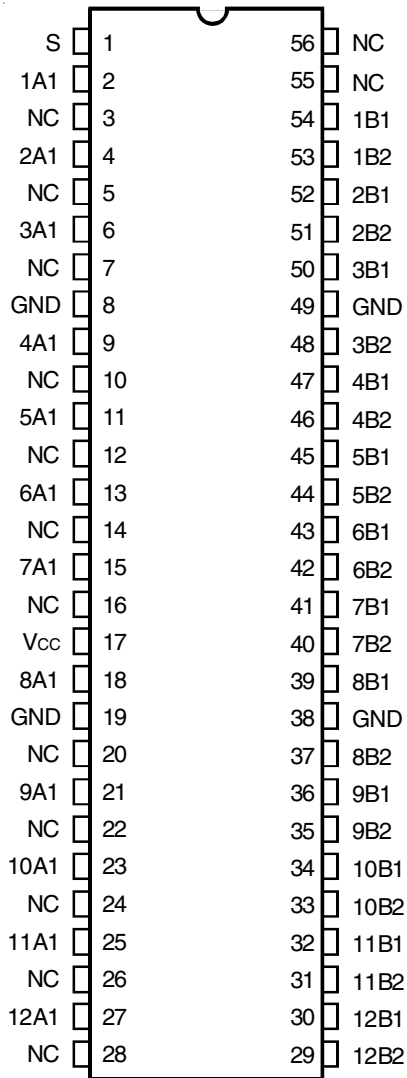 S 1 56 NC
1A1 2 55 NC
NC 3 54 1B1
2A1 4 53 1B2
NC 5 52 2B1
3A1 6 51 2B2
NC 7 50 3B1
GND 8 49 GND
4A1 9 48 3B2
NC 10 47 4B1
5A1 11 46 4B2
NC 12 45 5B1
6A1 13 44 5B2
NC 14 43 6B1
7A1 15 42 6B2
NC 16 41 7B1
VCC 17 40 7B2
8A1 18 39 8B1
GND 19 38 GND
NC 20 37 8B2
9A1 21 36 9B1
NC 22 35 9B2
10A1 23 34 10B1
NC 24 33 10B2
11A1 25 32 11B1
NC 26 31 11B2
12A1 27 30 12B1
NC 28 29 12B2